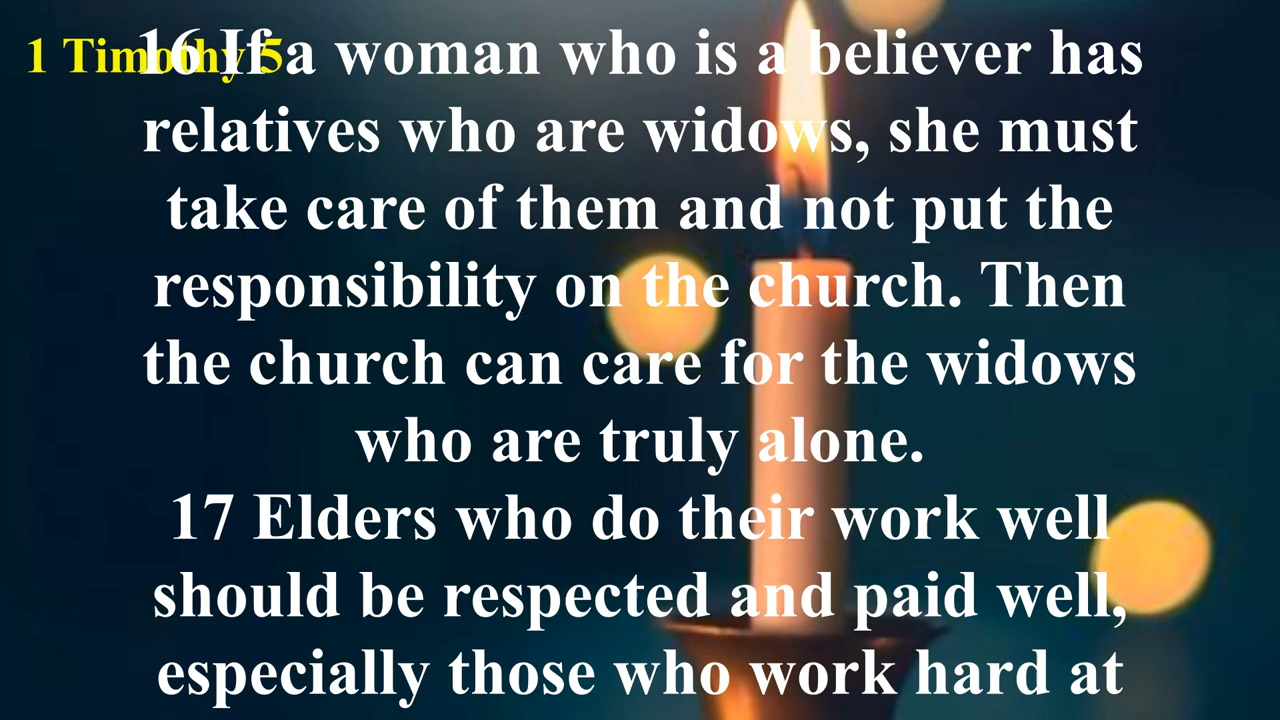 1 Timothy 5
16 If a woman who is a believer has
relatives who are widows, she must
take care of them and not put the
responsibility on the church. Then
the church can care for the widows
who are truly alone.
17 Elders who do their work well
should be respected and paid well,
especially those who work hard at